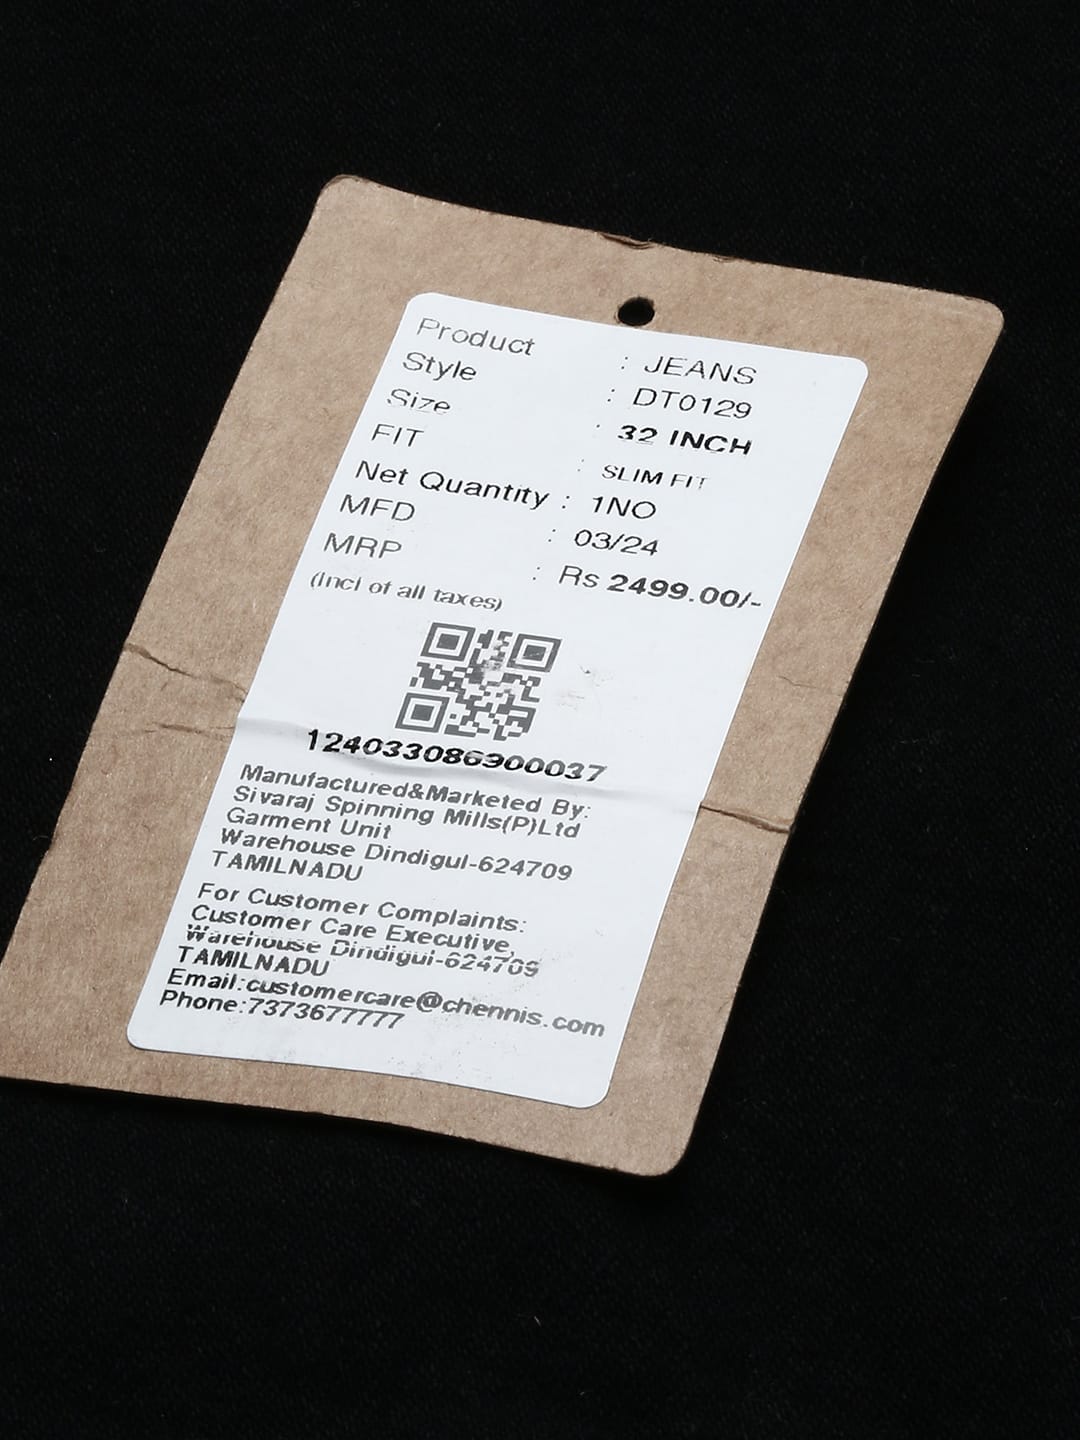 Product : JEANS
Style : DT0129
Size : 32 INCH
FIT : SLIM FIT
Net Quantity : 1NO
MFD : 03/24
MRP : Rs 2499.00/-
(Incl of all taxes)
124033086900037
Manufactured&Marketed By:
Sivaraj Spinning Mills(P)Ltd
Garment Unit
Warehouse Dindigul-624709
TAMILNADU
For Customer Complaints:
Customer Care Executive,
Warehouse Dindigul-624709
TAMILNADU
Email:customercare@chennis.com
Phone:7373677777